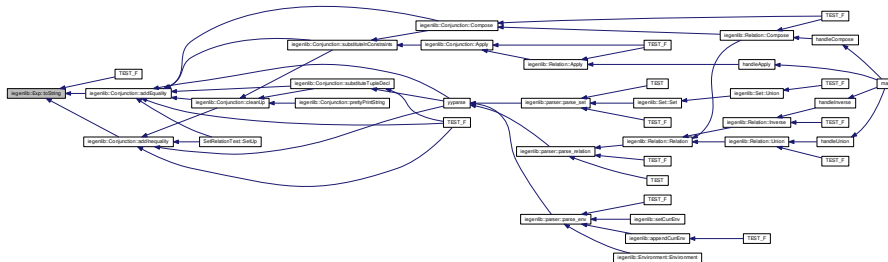 iegenlib::Exp::toString
TEST_F
iegenlib::Conjunction::addEquality
iegenlib::Conjunction::addInequality
iegenlib::Conjunction::Compose
iegenlib::Conjunction::substituteInConstraints
iegenlib::Conjunction::Apply
iegenlib::Conjunction::substituteTupleDecl
iegenlib::Conjunction::cleanUp
iegenlib::Conjunction::prettyPrintString
SetRelationTest::SetUp
TEST_F
yyparse
TEST_F
iegenlib::Relation::Apply
iegenlib::parser::parse_set
iegenlib::parser::parse_relation
iegenlib::parser::parse_env
TEST_F
TEST
TEST_F
iegenlib::Set::Set
iegenlib::Relation::Relation
TEST_F
TEST
TEST_F
iegenlib::setCurrEnv
iegenlib::appendCurrEnv
iegenlib::Environment::Environment
iegenlib::Relation::Compose
handleApply
iegenlib::Set::Union
iegenlib::Relation::Inverse
iegenlib::Relation::Union
TEST_F
TEST_F
handleCompose
TEST_F
handleInverse
TEST_F
handleUnion
TEST_F